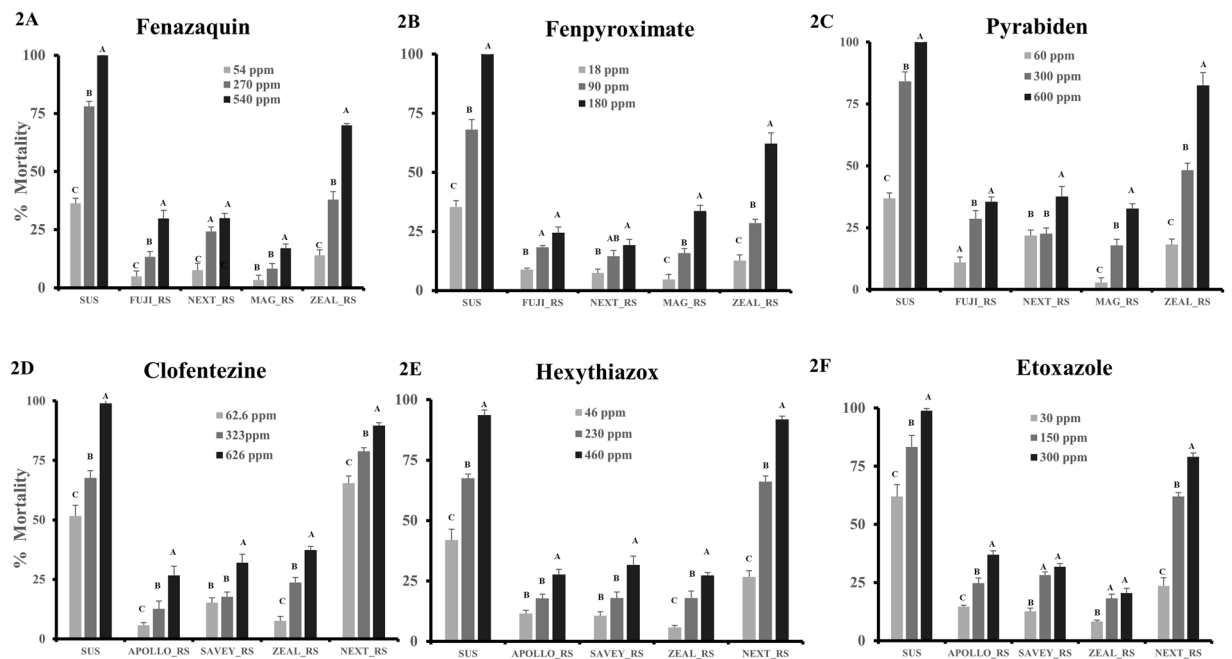 2A
Fenazaquin
100
75
50
25
0
% Mortality
54 ppm
270 ppm
540 ppm
C B A
C B A
C A A
C
B B A
C B A
SUS FUJI_RS NEXT_RS MAG_RS ZEAL_RS
2B
Fenpyroximate
100
75
50
25
0
18 ppm
90 ppm
180 ppm
C B A
B A A
B AB A
C B A
C B A
SUS FUJI_RS NEXT_RS MAG_RS ZEAL_RS
2C
Pyrabiden
100
75
50
25
0
60 ppm
300 ppm
600 ppm
C B A
A B A
B B A
C B A
C B A
SUS FUJI_RS NEXT_RS MAG_RS ZEAL_RS
2D
Clofentezine
100
75
50
25
0
% Mortality
62.6 ppm
323ppm
626 ppm
C B A
C B A
B B A
C B A
C B A
SUS APOLLO_RS SAVEY_RS ZEAL_RS NEXT_RS
2E
Hexythiazox
100
75
50
25
0
46 ppm
230 ppm
460 ppm
C B A
B B A
C B A
C B A
C B A
SUS APOLLO_RS SAVEY_RS ZEAL_RS NEXT_RS
2F
Etoxazole
100
75
50
25
0
30 ppm
150 ppm
300 ppm
C B A
C B A
B A A
B A A
C B A
SUS APOLLO_RS SAVEY_RS ZEAL_RS NEXT_RS